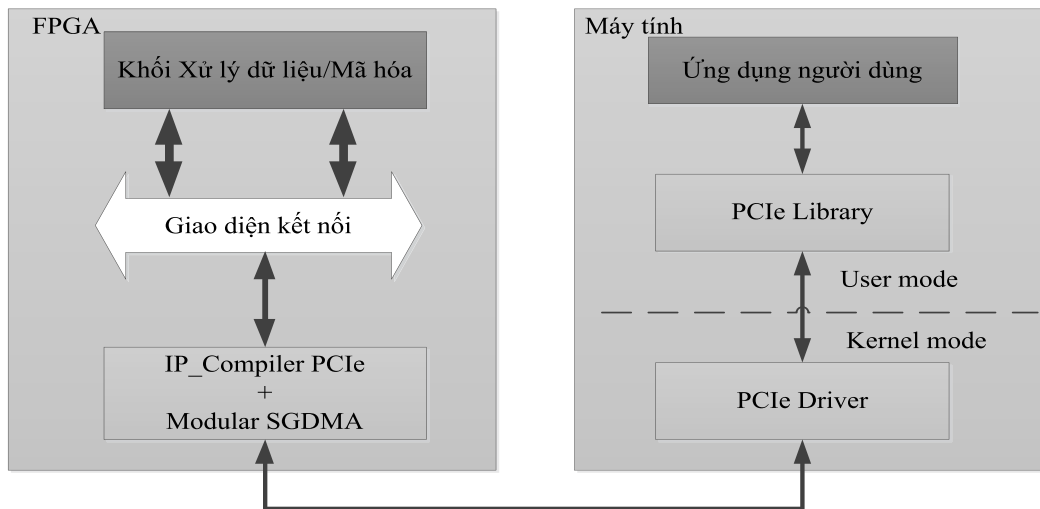 FPGA
Khối Xử lý dữ liệu/Mã hóa
Giao diện kết nối
IP_Compiler PCIe
+
Modular SGDMA
Máy tính
Ứng dụng người dùng
PCIe Library
User mode
Kernel mode
PCIe Driver